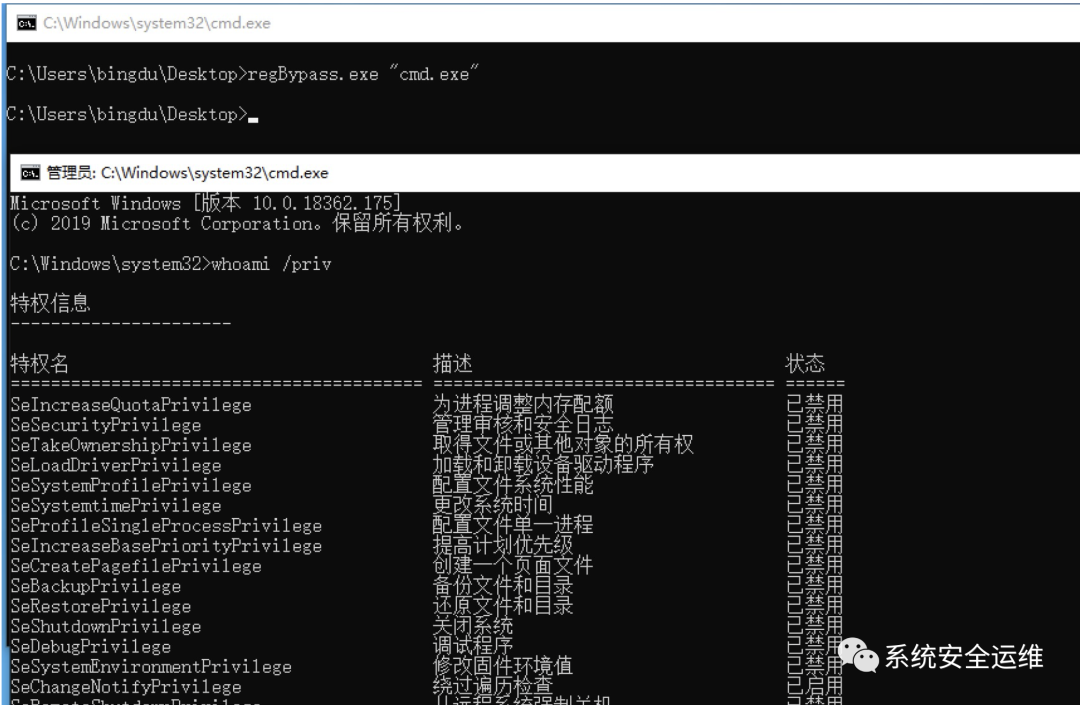 C:\Windows\system32\cmd.exe
C:\Users\bingdu\Desktop>regBypass.exe "cmd.exe"
C:\Users\bingdu\Desktop>
管理员: C:\Windows\system32\cmd.exe
Microsoft Windows [版本 10.0.18362.175]
(c) 2019 Microsoft Corporation。保留所有权利。
C:\Windows\system32>whoami /priv
特权信息
----------------------
特权名 描述 状态
========================================= ================================== ======
SeIncreaseQuotaPrivilege 为进程调整内存配额 已禁用
SeSecurityPrivilege 管理审核和安全日志 已禁用
SeTakeOwnershipPrivilege 取得文件或其他对象的所有权 已禁用
SeLoadDriverPrivilege 加载和卸载设备驱动程序 已禁用
SeSystemProfilePrivilege 配置文件系统性能 已禁用
SeSystemtimePrivilege 更改系统时间 已禁用
SeProfileSingleProcessPrivilege 配置文件单一进程 已禁用
SeIncreaseBasePriorityPrivilege 提高计划优先级 已禁用
SeCreatePagefilePrivilege 创建一个页面文件 已禁用
SeBackupPrivilege 备份文件和目录 已禁用
SeRestorePrivilege 还原文件和目录 已禁用
SeShutdownPrivilege 关闭系统 已禁用
SeDebugPrivilege 调试程序 已禁用
SeSystemEnvironmentPrivilege 修改固件环境值 已禁用
SeChangeNotifyPrivilege 绕过遍历检查 已启用
SeRemoteShutdownPrivilege 从远程系统强制关机 已禁用
系统安全运维